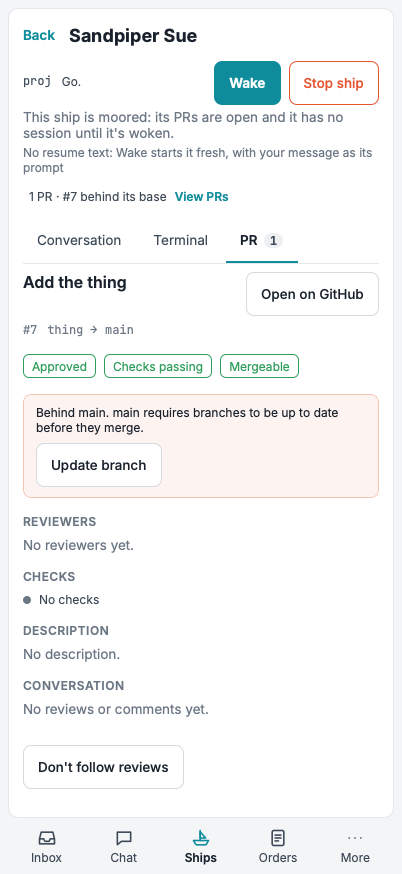 Back Sandpiper Sue
proj Go. Wake Stop ship
This ship is moored: its PRs are open and it has no
session until it's woken.
No resume text: Wake starts it fresh, with your message as its
prompt
1 PR · #7 behind its base View PRs
Conversation Terminal PR 1
Add the thing Open on GitHub
#7 thing → main
Approved Checks passing Mergeable
Behind main. main requires branches to be up to date
before they merge.
Update branch
REVIEWERS
No reviewers yet.
CHECKS
No checks
DESCRIPTION
No description.
CONVERSATION
No reviews or comments yet.
Don't follow reviews
Inbox Chat Ships Orders More